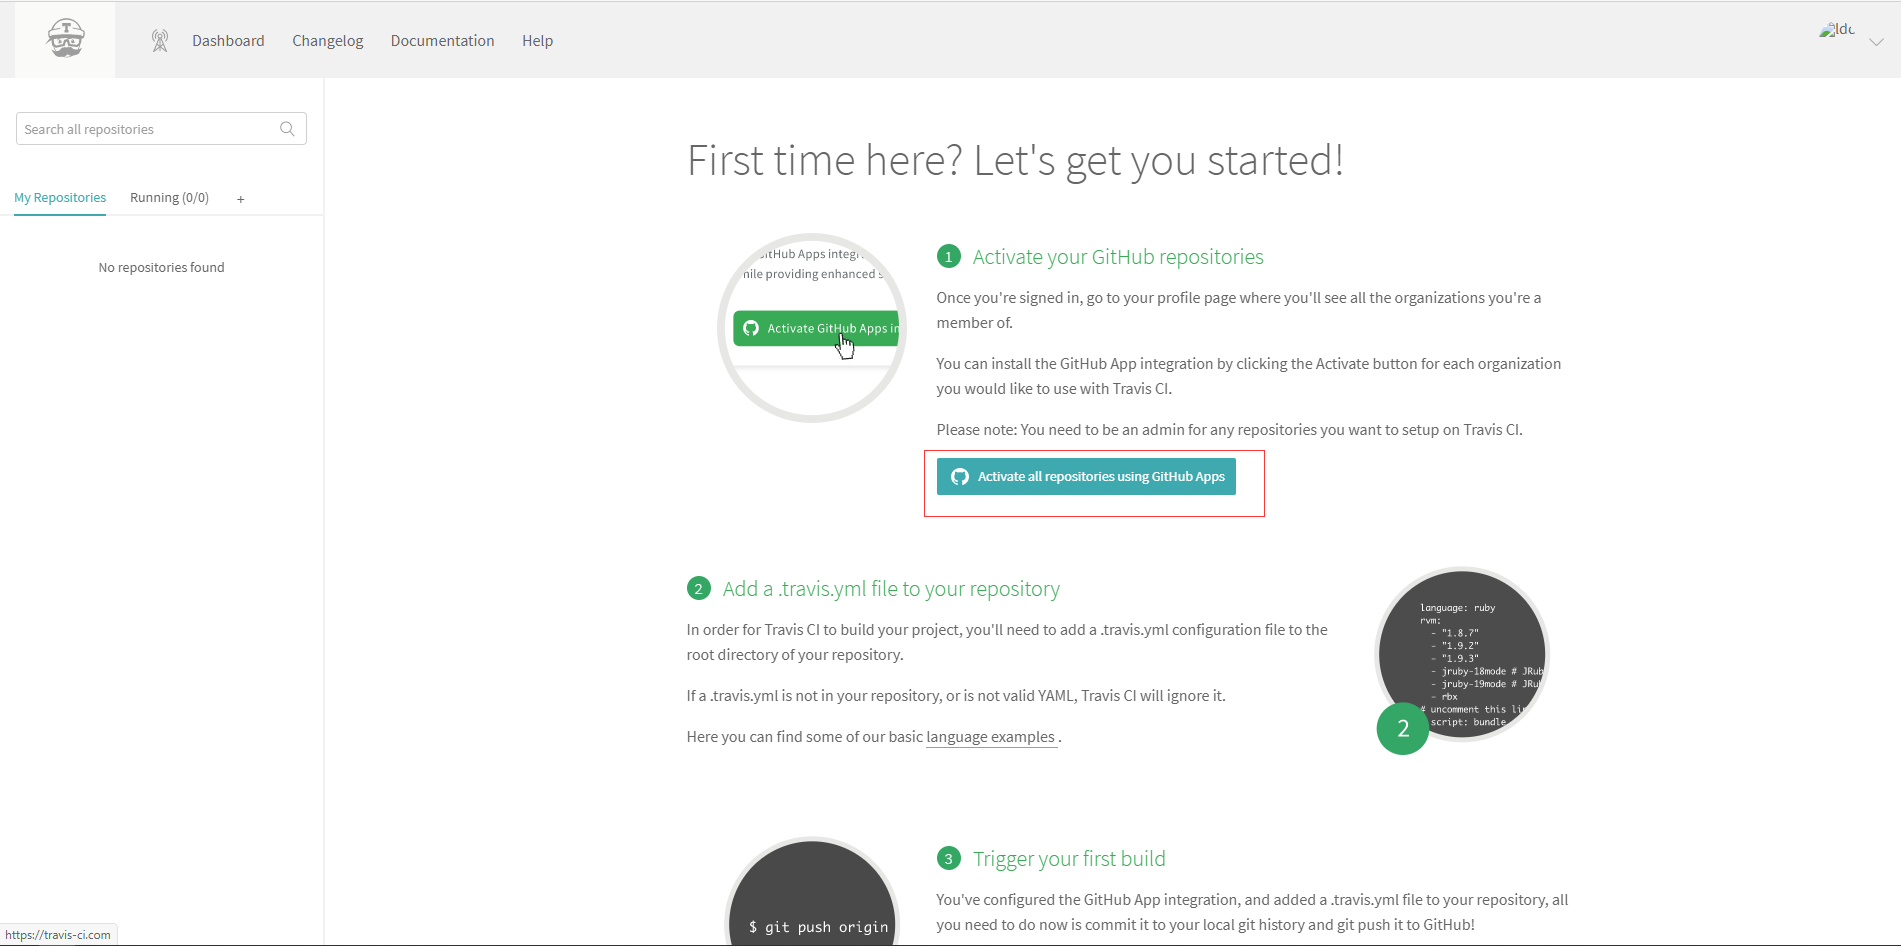 Dashboard Changelog Documentation Help
Search all repositories
My Repositories Running (0/0) +
No repositories found
First time here? Let's get you started!
GitHub Apps integr
while providing enhanced s
Activate GitHub Apps in
1 Activate your GitHub repositories
Once you're signed in, go to your profile page where you'll see all the organizations you're a
member of.
You can install the GitHub App integration by clicking the Activate button for each organization
you would like to use with Travis CI.
Please note: You need to be an admin for any repositories you want to setup on Travis CI.
Activate all repositories using GitHub Apps
2 Add a .travis.yml file to your repository
In order for Travis CI to build your project, you'll need to add a .travis.yml configuration file to the
root directory of your repository.
If a .travis.yml is not in your repository, or is not valid YAML, Travis CI will ignore it.
Here you can find some of our basic language examples .
language: ruby
rvm:
- "1.8.7"
- "1.9.2"
- "1.9.3"
- jruby-18mode # JRub
- jruby-19mode # JRub
- rbx
# uncomment this li
script: bundle
2
$ git push origin
3 Trigger your first build
You've configured the GitHub App integration, and added a .travis.yml file to your repository, all
you need to do now is commit it to your local git history and git push it to GitHub!
https://travis-ci.com